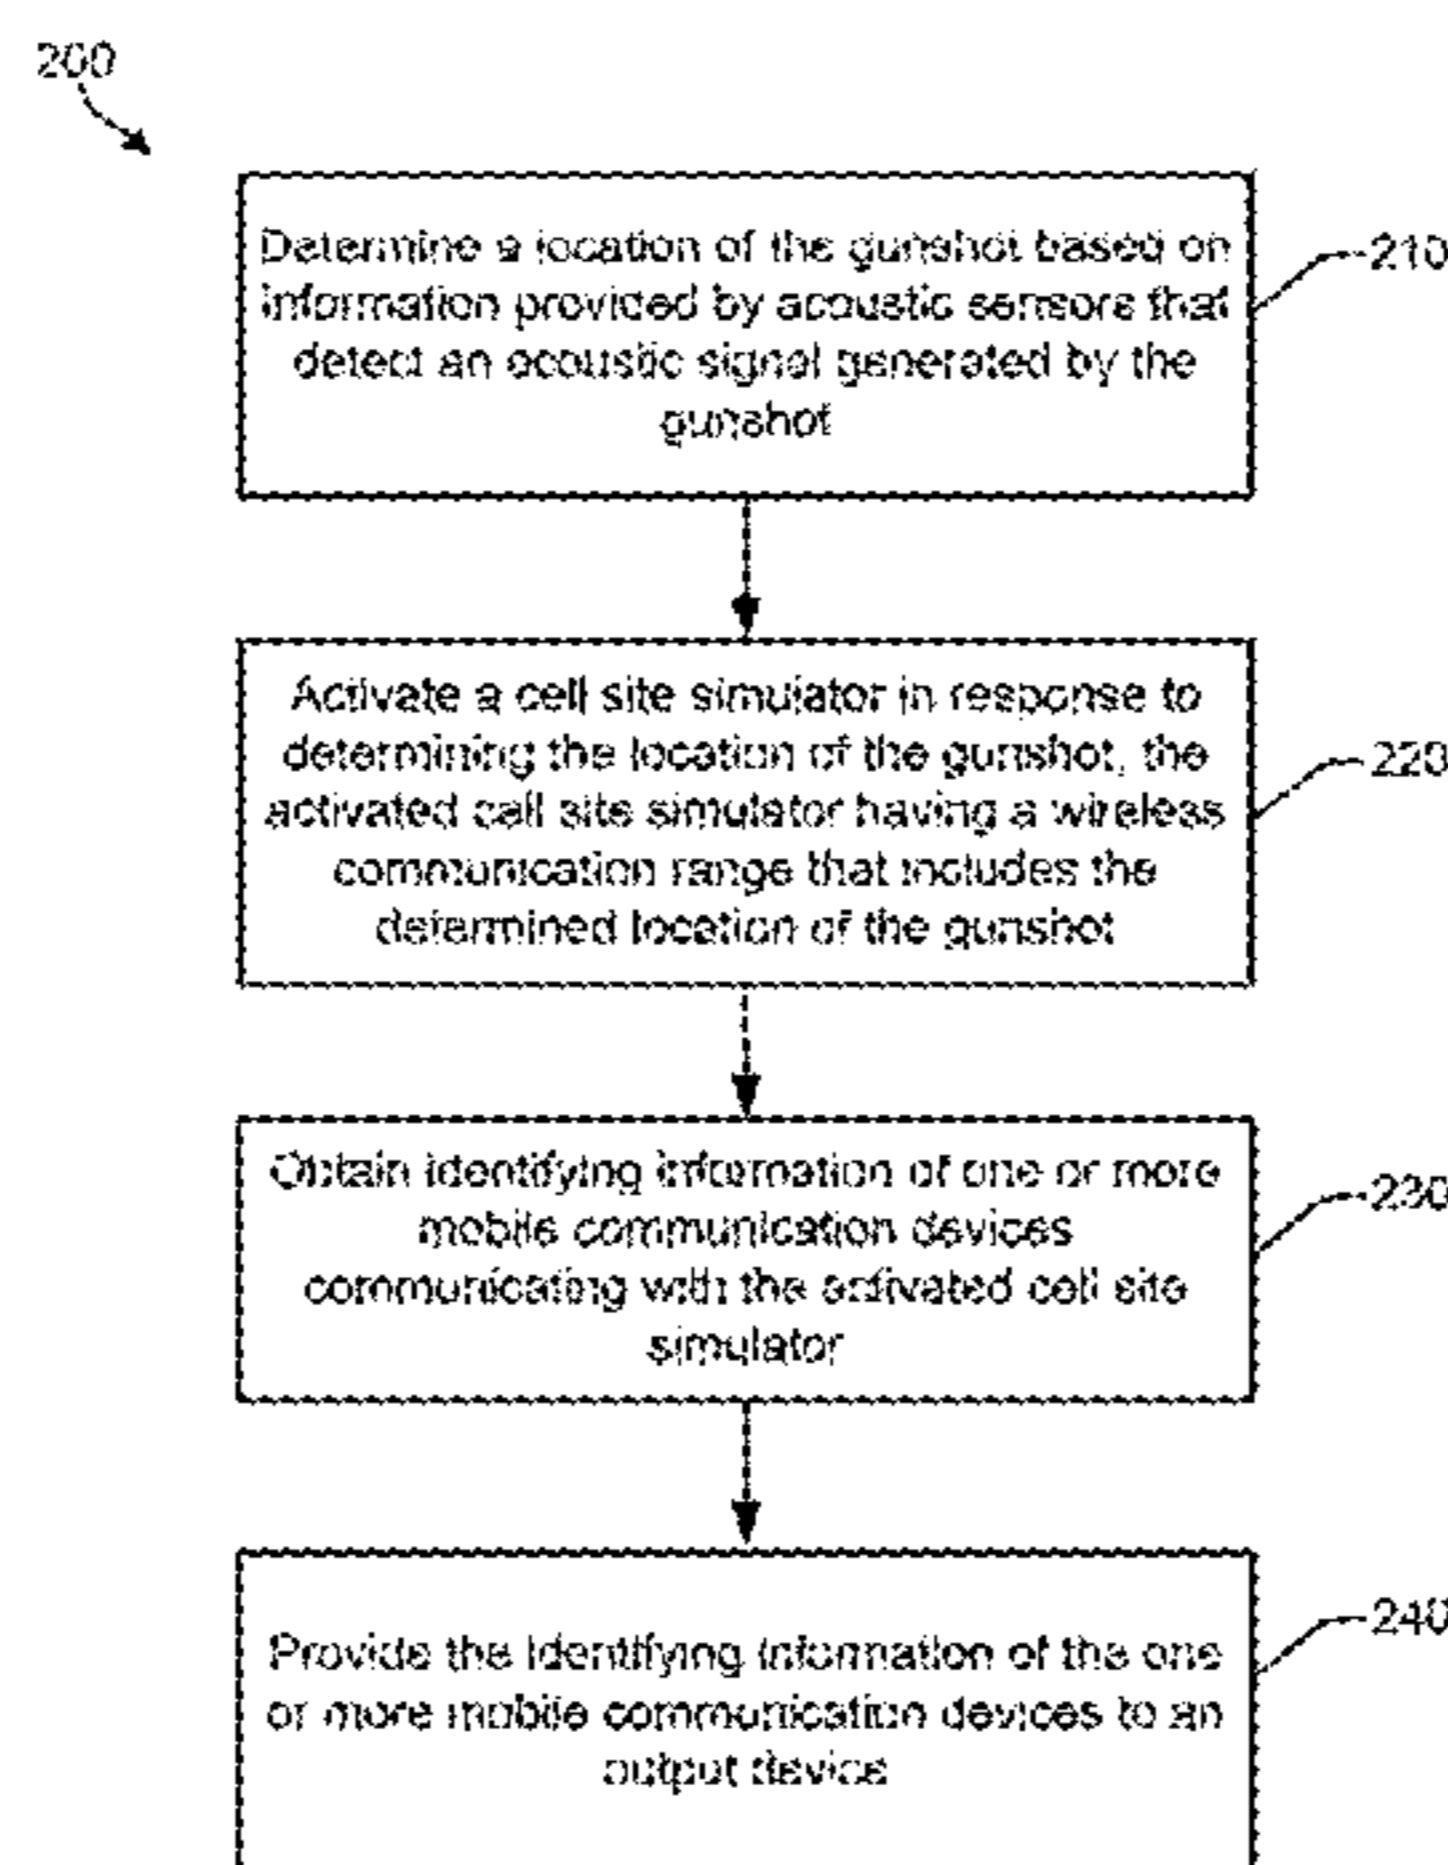 200
Determine a location of the gunshot based on
information provided by acoustic sensors that
detect an acoustic signal generated by the
gunshot
210
Activate a cell site simulator in response to
determining the location of the gunshot, the
activated cell site simulator having a wireless
communication range that includes the
determined location of the gunshot
220
Obtain identifying information of one or more
mobile communication devices
communicating with the activated cell site
simulator
230
Provide the identifying information of the one
or more mobile communication devices to an
output device
240